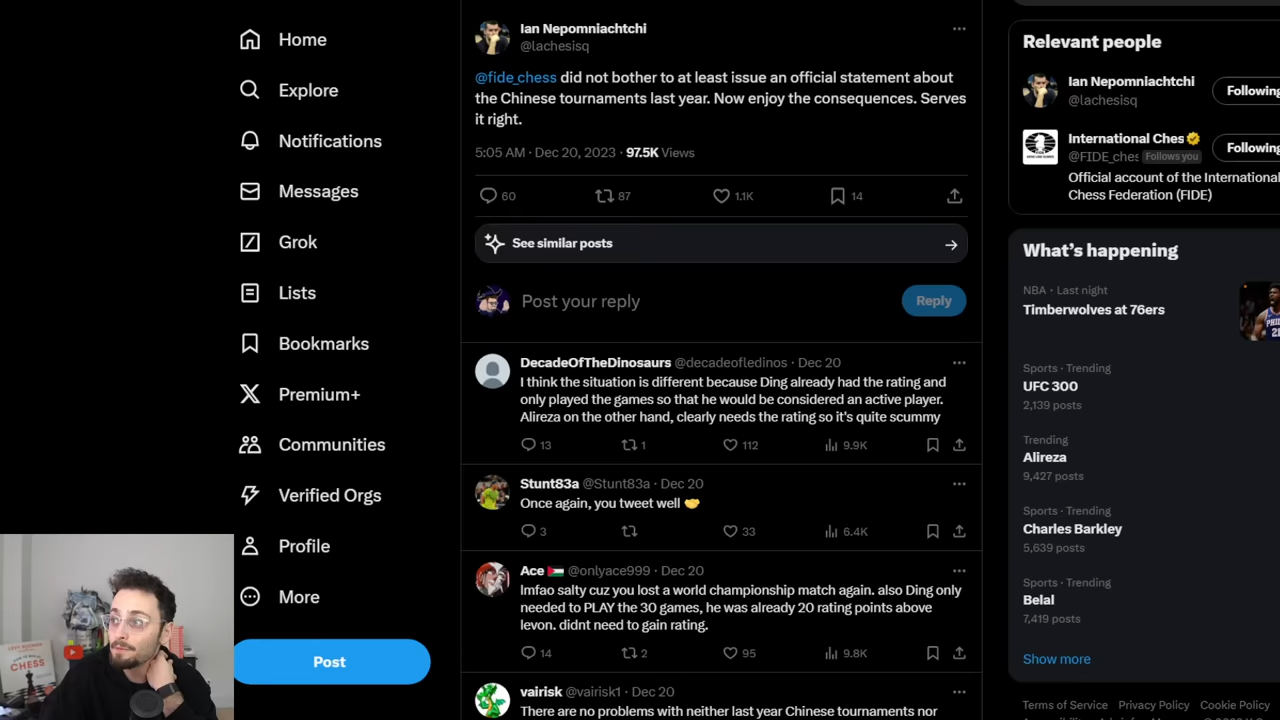 Home
Explore
Notifications
Messages
Grok
Lists
Bookmarks
Premium+
Communities
Verified Orgs
Profile
More
Post
Ian Nepomniachtchi
@lachesisq
@fide_chess did not bother to at least issue an official statement about
the Chinese tournaments last year. Now enjoy the consequences. Serves
it right.
5:05 AM · Dec 20, 2023 · 97.5K Views
60 87 1.1K 14
See similar posts
Post your reply
Reply
DecadeOfTheDinosaurs @decadeofledinos · Dec 20
I think the situation is different because Ding already had the rating and
only played the games so that he would be considered an active player.
Alireza on the other hand, clearly needs the rating so it's quite scummy
13 1 112 9.9K
Stunt83a @Stunt83a · Dec 20
Once again, you tweet well
3 33 6.4K
Ace @onlyace999 · Dec 20
lmfao salty cuz you lost a world championship match again. also Ding only
needed to PLAY the 30 games, he was already 20 rating points above
levon. didnt need to gain rating.
14 2 95 9.8K
vairisk @vairisk1 · Dec 20
There are no problems with neither last year Chinese tournaments nor
Relevant people
Ian Nepomniachtchi
@lachesisq
Following
International Ches
@FIDE_ches Follows you
Following
Official account of the International
Chess Federation (FIDE)
What's happening
NBA · Last night
Timberwolves at 76ers
Sports · Trending
UFC 300
2,139 posts
Trending
Alireza
9,427 posts
Sports · Trending
Charles Barkley
5,639 posts
Sports · Trending
Belal
7,419 posts
Show more
Terms of Service Privacy Policy Cookie Policy
CHESS